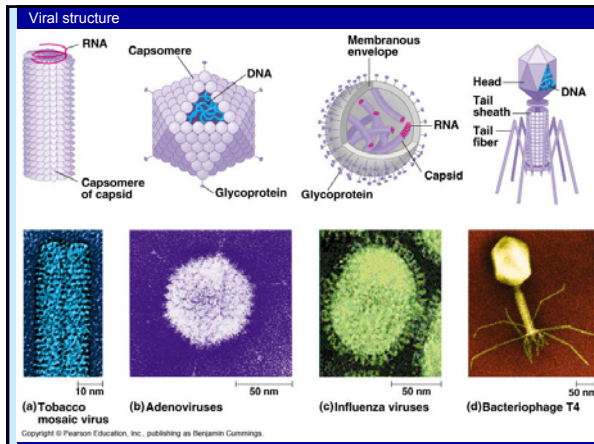 Viral structure
RNA
Capsomere
of capsid
Capsomere
DNA
Glycoprotein
Membranous
envelope
RNA
Capsid
Glycoprotein
Head
DNA
Tail
sheath
Tail
fiber
10 nm
50 nm
50 nm
50 nm
(a) Tobacco
mosaic virus
(b) Adenoviruses
(c) Influenza viruses
(d) Bacteriophage T4
Copyright © Pearson Education, Inc., publishing as Benjamin Cummings.